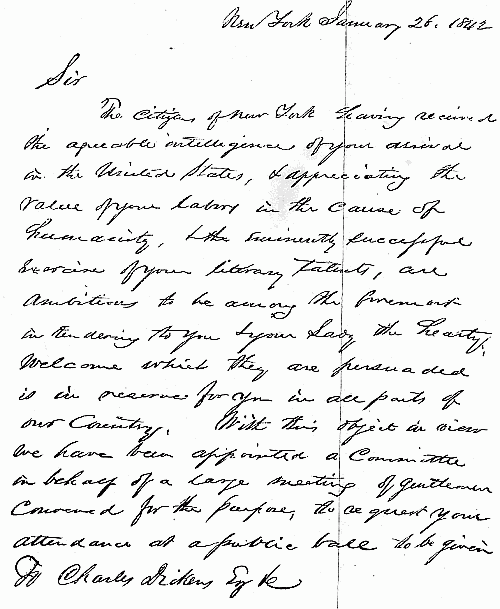 New York January 26. 1842
Sir
The Citizens of New York having received
the agreeable intelligence of your arrival
in the United States, & appreciating the
value of your labors in the cause of
humanity, & the eminently successful
exercise of your literary talents, are
ambitious to be among the foremost
in tendering to you & your Lady the hearty
welcome which they are persuaded
is in reserve for you in all parts of
our Country. With this object in view
we have been appointed a Committee
in behalf of a large meeting of gentlemen
convened for the purpose, to request your
attendance at a public ball to be given
To Charles Dickens Esq &c